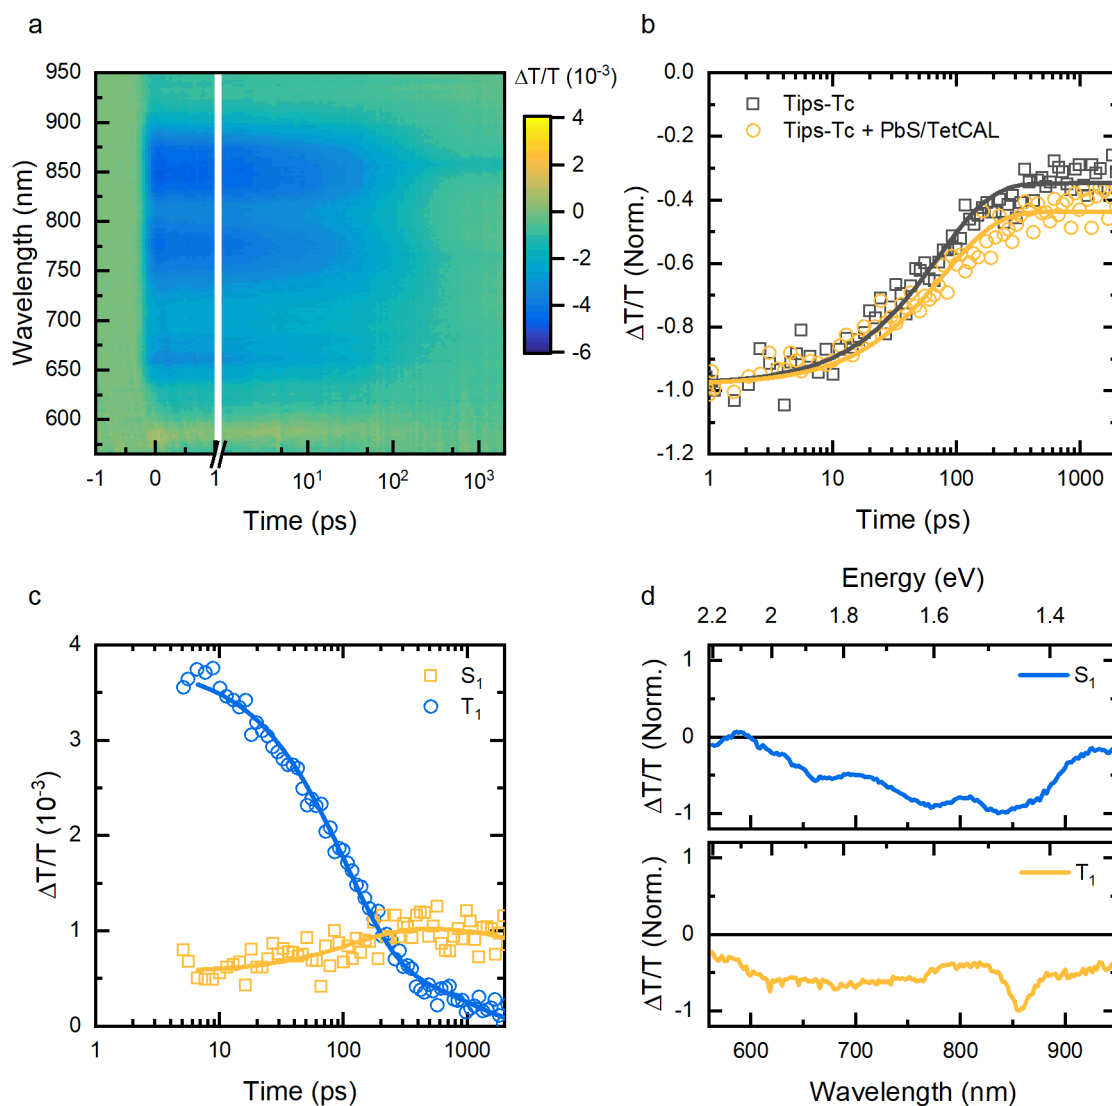 a
950
900
850
800
750
700
650
600
Wavelength (nm)
-1
0
1
10¹
10²
10³
Time (ps)
ΔT/T (10⁻³)
4
2
0
-2
-4
-6
b
0.0
-0.2
-0.4
-0.6
-0.8
-1.0
-1.2
ΔT/T (Norm.)
Tips-Tc
Tips-Tc + PbS/TetCAL
1
10
100
1000
Time (ps)
c
4
3
2
1
0
ΔT/T (10⁻³)
S₁
T₁
1
10
100
1000
Time (ps)
d
Energy (eV)
2.2
2
1.8
1.6
1.4
1
0
-1
ΔT/T (Norm.)
S₁
1
0
-1
ΔT/T (Norm.)
T₁
600
700
800
900
Wavelength (nm)